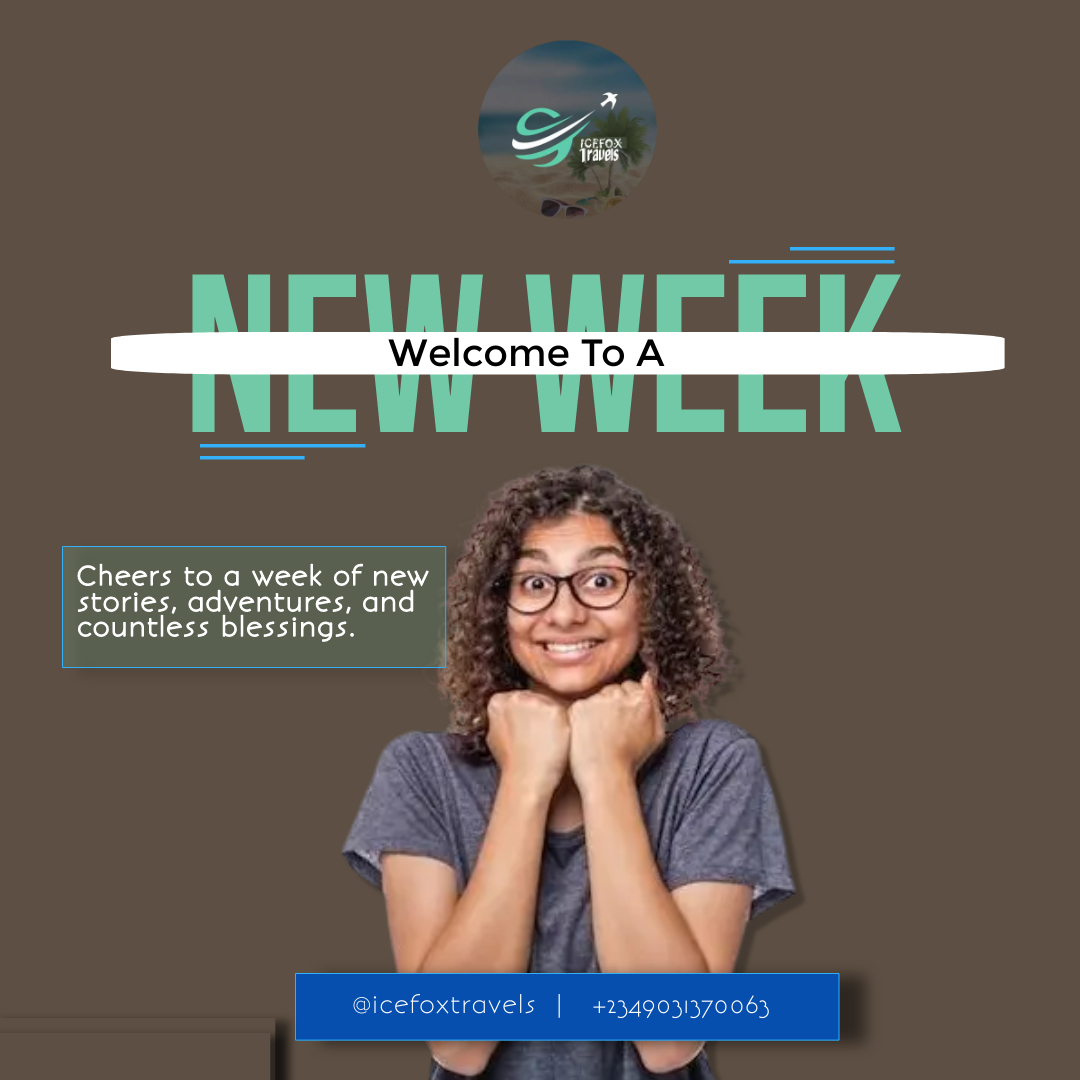 ICEFOX
Travels
NEW WEEK
Welcome To A
Cheers to a week of new
stories, adventures, and
countless blessings.
@icefoxtravels | +2349031370063